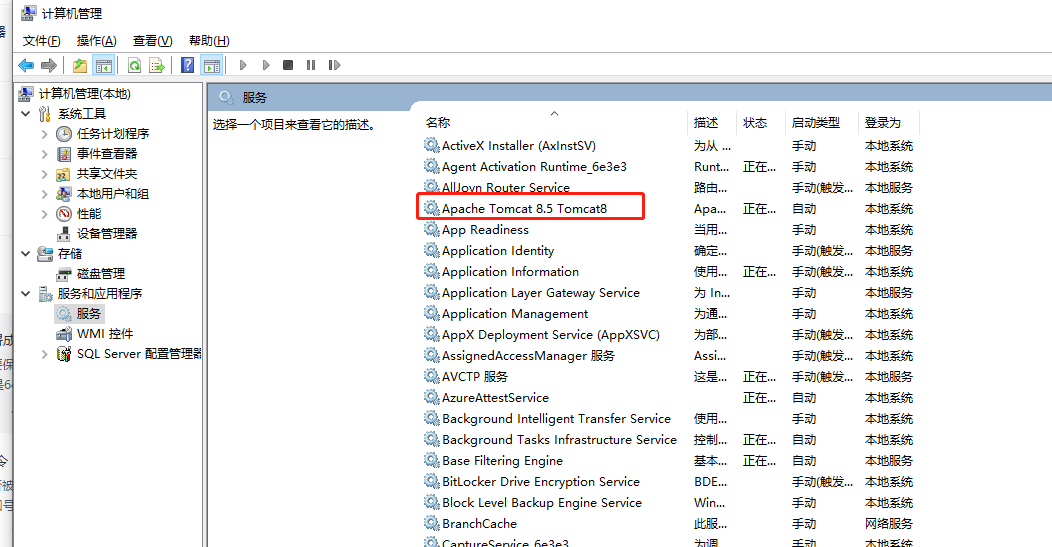 计算机管理
文件(F) 操作(A) 查看(V) 帮助(H)
计算机管理(本地)
系统工具
任务计划程序
事件查看器
共享文件夹
本地用户和组
性能
设备管理器
存储
磁盘管理
服务和应用程序
服务
WMI 控件
SQL Server 配置管理器
服务
选择一个项目来查看它的描述。
名称 描述 状态 启动类型 登录为
ActiveX Installer (AxInstSV) 为从 ... 手动 本地系统
Agent Activation Runtime_6e3e3 Runt... 正在... 手动 本地系统
AllJoyn Router Service 路由... 手动(触发... 本地服务
Apache Tomcat 8.5 Tomcat8 Apa... 正在... 自动 本地系统
App Readiness 当用... 手动 本地系统
Application Identity 确定... 手动(触发... 本地服务
Application Information 使用... 正在... 手动(触发... 本地系统
Application Layer Gateway Service 为 In... 手动 本地服务
Application Management 为通... 手动 本地系统
AppX Deployment Service (AppXSVC) 为部... 手动(触发... 本地系统
AssignedAccessManager 服务 Assi... 手动(触发... 本地系统
AVCTP 服务 这是... 正在... 手动(触发... 本地服务
AzureAttestService 正在... 自动 本地系统
Background Intelligent Transfer Service 使用... 手动 本地系统
Background Tasks Infrastructure Service 控制... 正在... 自动 本地系统
Base Filtering Engine 基本... 正在... 自动 本地服务
BitLocker Drive Encryption Service BDE... 手动(触发... 本地系统
Block Level Backup Engine Service Win... 手动 本地系统
BranchCache 此服... 手动 网络服务
CaptureService_6e3e3 为调... 手动 本地系统